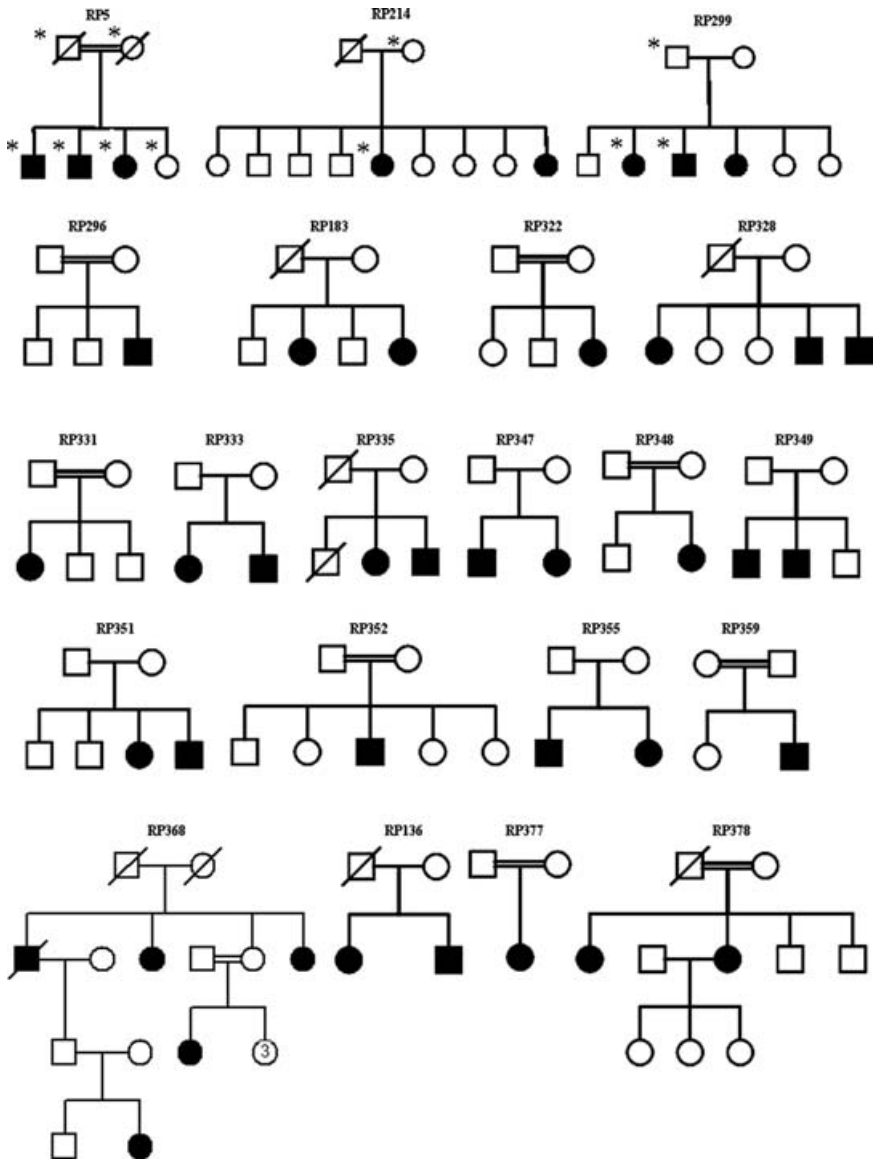 RP5 RP214 RP299
* * * *
* * * * * * *
RP296 RP183 RP322 RP328
RP331 RP333 RP335 RP347 RP348 RP349
RP351 RP352 RP355 RP359
RP368 RP136 RP377 RP378
3